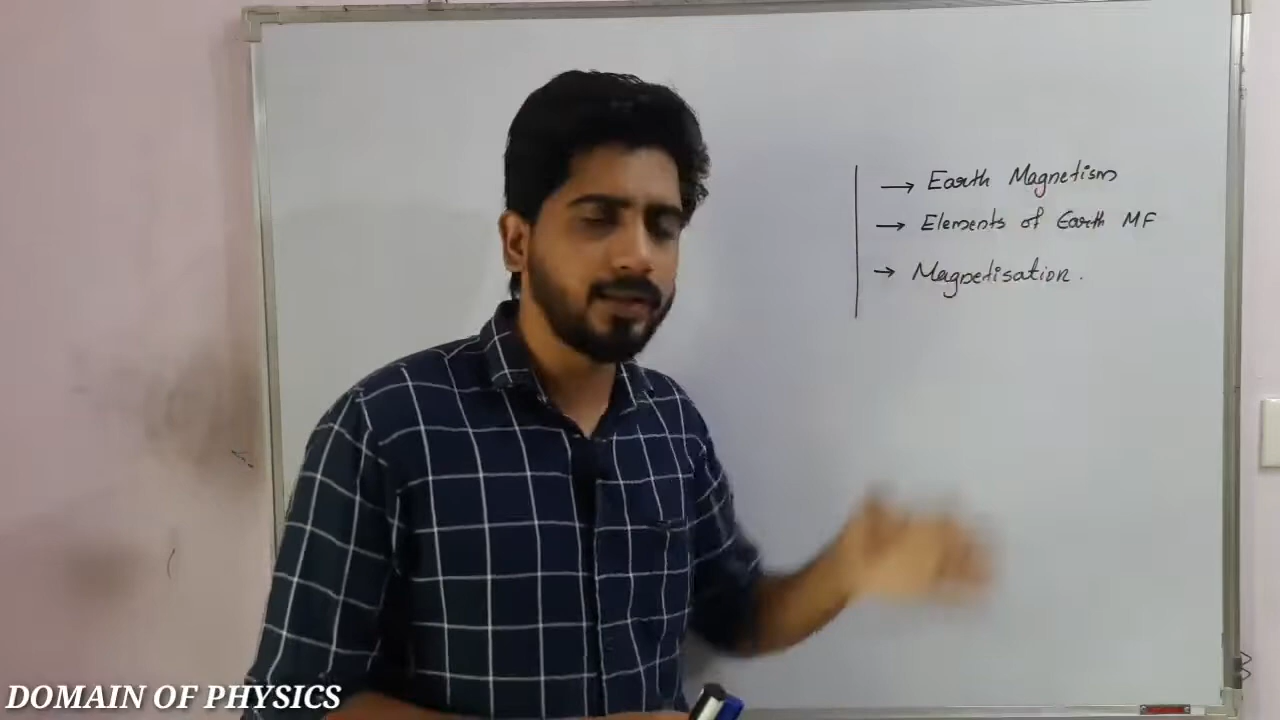 → Earth Magnetism
→ Elements of Earth MF
→ Magnetisation.
DOMAIN OF PHYSICS